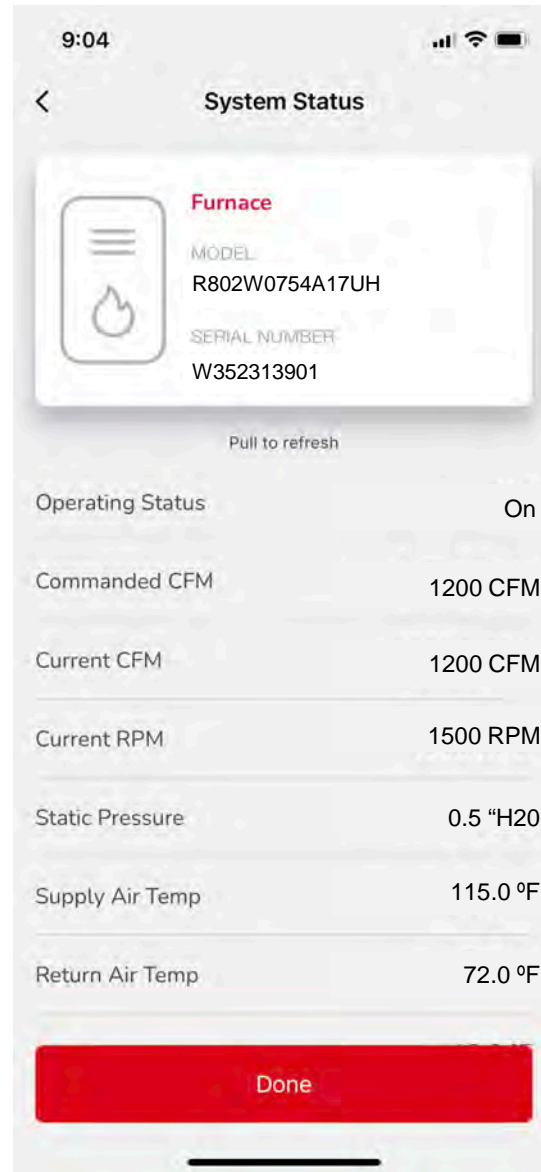 9:04
System Status
Furnace
MODEL
R802W0754A17UH
SERIAL NUMBER
W352313901
Pull to refresh
Operating Status On
Commanded CFM 1200 CFM
Current CFM 1200 CFM
Current RPM 1500 RPM
Static Pressure 0.5 “H20
Supply Air Temp 115.0 ºF
Return Air Temp 72.0 ºF
Done